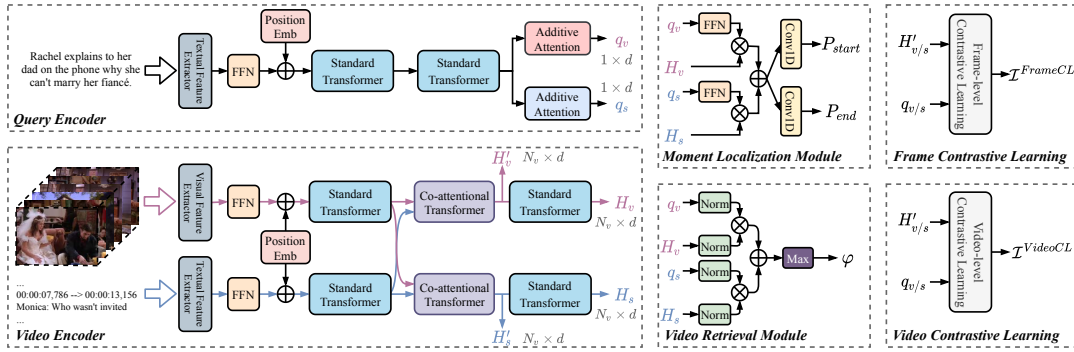 Rachel explains to her
dad on the phone why she
can't marry her fiancé.
Textual Feature
Extractor
FFN
Position
Emb
Standard
Transformer
Standard
Transformer
Additive
Attention
q_v
1 × d
Additive
Attention
1 × d
q_s
Query Encoder
...
00:00:07,786 --> 00:00:13,156
Monica: Who wasn't invited
...
Visual Feature
Extractor
FFN
Textual Feature
Extractor
FFN
Position
Emb
Standard
Transformer
Standard
Transformer
Co-attentional
Transformer
Co-attentional
Transformer
H'_v N_v × d
Standard
Transformer
H_v
N_v × d
Standard
Transformer
H_s
N_v × d
H'_s N_v × d
Video Encoder
q_v
FFN
H_v
q_s
FFN
H_s
Conv1D
P_start
Conv1D
P_end
Moment Localization Module
q_v
Norm
H_v
Norm
q_s
Norm
H_s
Norm
Max
φ
Video Retrieval Module
H'_{v/s}
q_{v/s}
Frame-level
Contrastive Learning
I^{FrameCL}
Frame Contrastive Learning
H'_{v/s}
q_{v/s}
Video-level
Contrastive Learning
I^{VideoCL}
Video Contrastive Learning